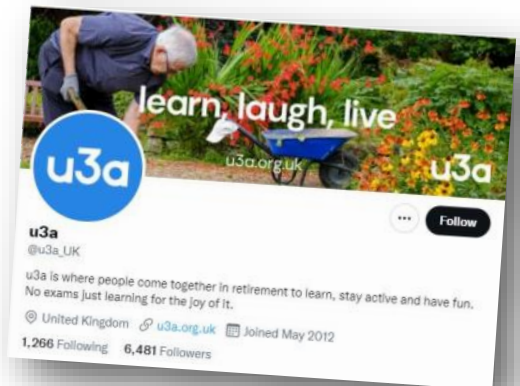 learn, laugh, live
u3a.org.uk
u3a
u3a
Follow
u3a
@u3a_UK
u3a is where people come together in retirement to learn, stay active and have fun.
No exams just learning for the joy of it.
United Kingdom u3a.org.uk Joined May 2012
1,266 Following 6,481 Followers